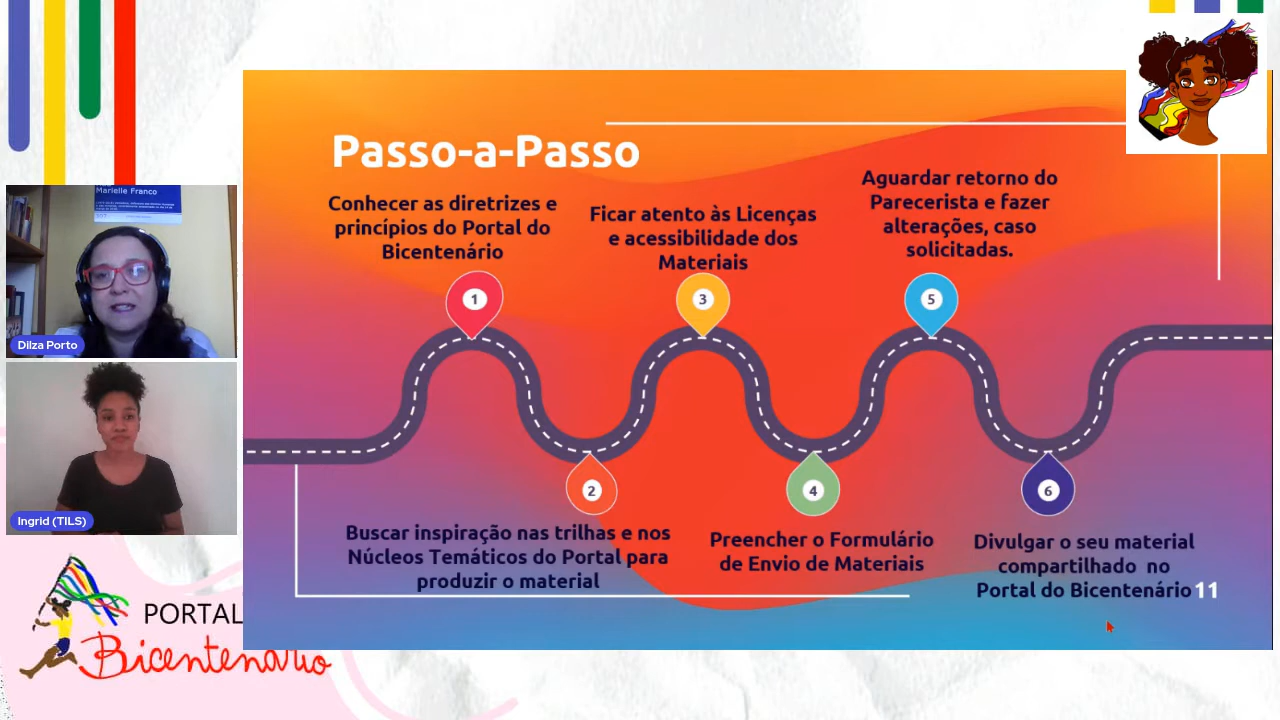 Passo-a-Passo
Conhecer as diretrizes e
princípios do Portal do
Bicentenário
1
Ficar atento às Licenças
e acessibilidade dos
Materiais
3
Aguardar retorno do
Parecerista e fazer
alterações, caso
solicitadas.
5
2
Buscar inspiração nas trilhas e nos
Núcleos Temáticos do Portal para
produzir o material
4
Preencher o Formulário
de Envio de Materiais
6
Divulgar o seu material
compartilhado no
Portal do Bicentenário
11
Marielle Franco
Dilza Porto
Ingrid (TILS)
PORTAL
Bicentenário